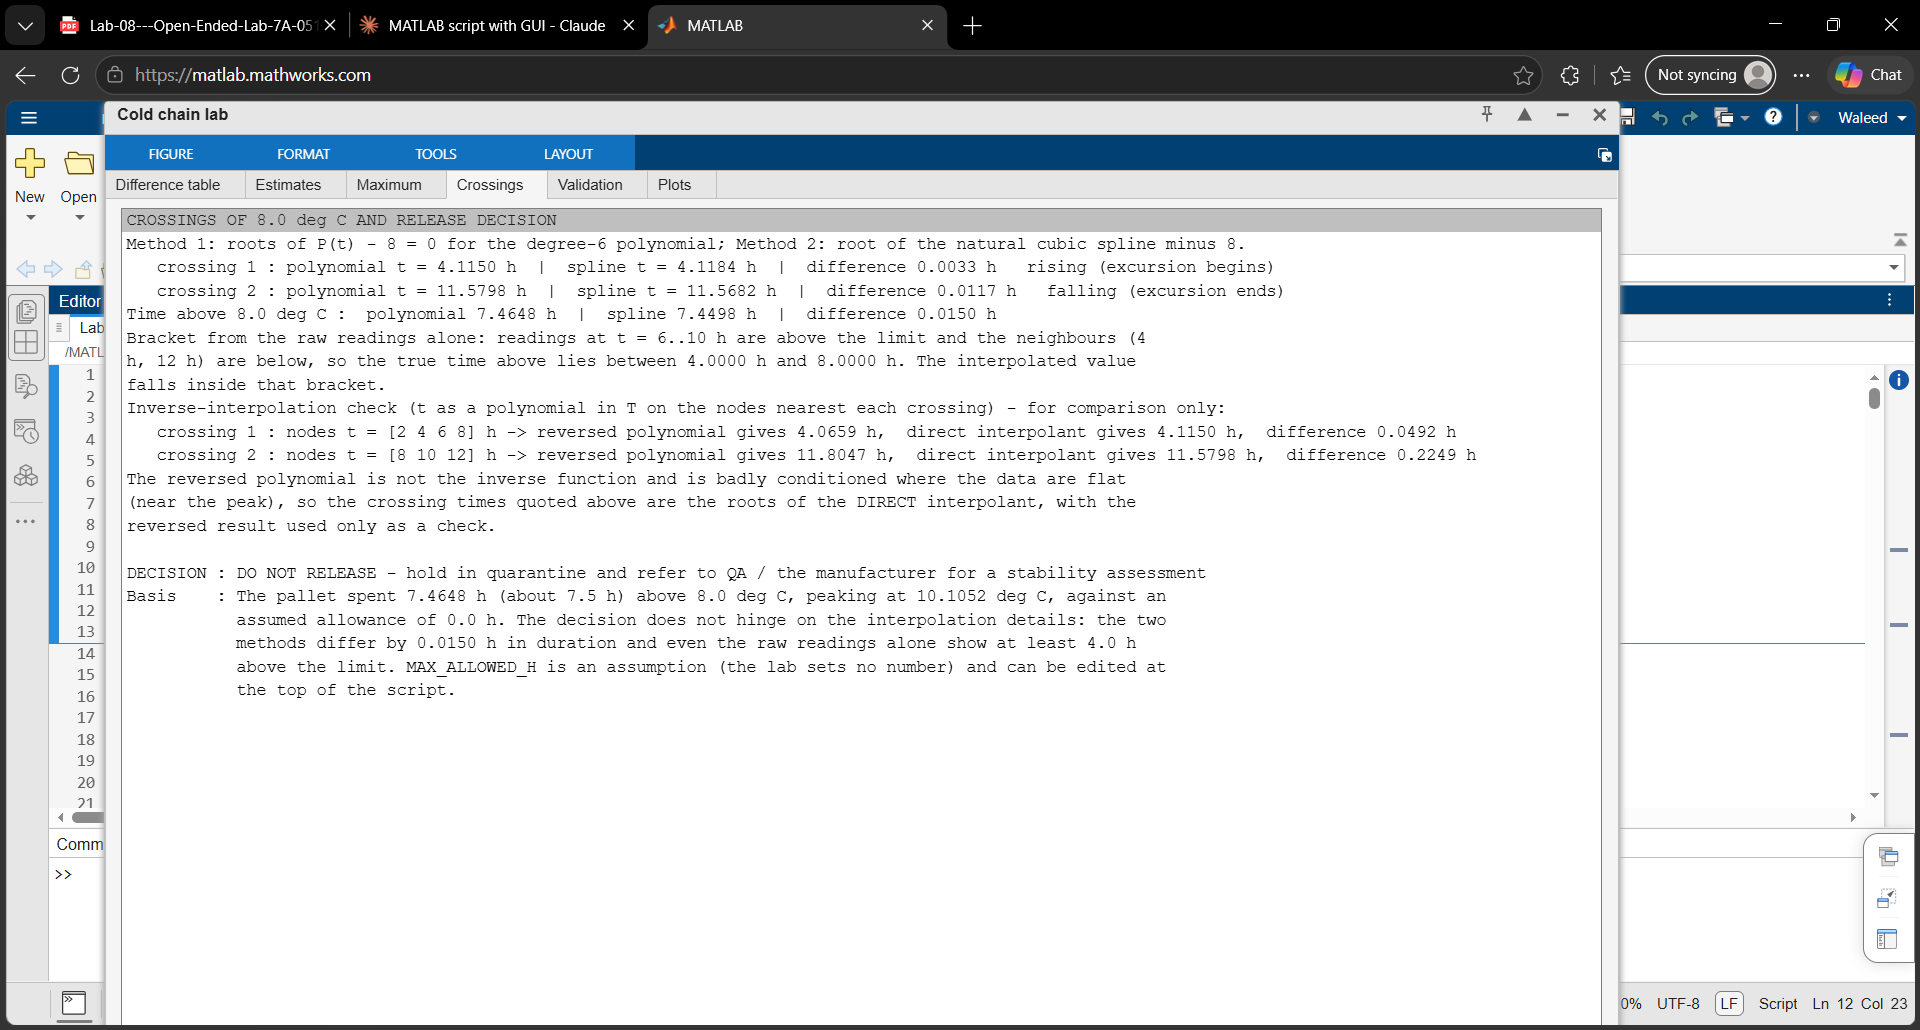 Lab-08---Open-Ended-Lab-7A-051
MATLAB script with GUI - Claude
MATLAB
https://matlab.mathworks.com
Not syncing
Chat
Cold chain lab
Waleed
FIGURE FORMAT TOOLS LAYOUT
New
Open
Difference table Estimates Maximum Crossings Validation Plots
CROSSINGS OF 8.0 deg C AND RELEASE DECISION
Method 1: roots of P(t) - 8 = 0 for the degree-6 polynomial; Method 2: root of the natural cubic spline minus 8.
crossing 1 : polynomial t = 4.1150 h | spline t = 4.1184 h | difference 0.0033 h rising (excursion begins)
crossing 2 : polynomial t = 11.5798 h | spline t = 11.5682 h | difference 0.0117 h falling (excursion ends)
Time above 8.0 deg C : polynomial 7.4648 h | spline 7.4498 h | difference 0.0150 h
Bracket from the raw readings alone: readings at t = 6..10 h are above the limit and the neighbours (4
h, 12 h) are below, so the true time above lies between 4.0000 h and 8.0000 h. The interpolated value
falls inside that bracket.
Inverse-interpolation check (t as a polynomial in T on the nodes nearest each crossing) - for comparison only:
crossing 1 : nodes t = [2 4 6 8] h -> reversed polynomial gives 4.0659 h, direct interpolant gives 4.1150 h, difference 0.0492 h
crossing 2 : nodes t = [8 10 12] h -> reversed polynomial gives 11.8047 h, direct interpolant gives 11.5798 h, difference 0.2249 h
The reversed polynomial is not the inverse function and is badly conditioned where the data are flat
(near the peak), so the crossing times quoted above are the roots of the DIRECT interpolant, with the
reversed result used only as a check.
DECISION : DO NOT RELEASE - hold in quarantine and refer to QA / the manufacturer for a stability assessment
Basis : The pallet spent 7.4648 h (about 7.5 h) above 8.0 deg C, peaking at 10.1052 deg C, against an
assumed allowance of 0.0 h. The decision does not hinge on the interpolation details: the two
methods differ by 0.0150 h in duration and even the raw readings alone show at least 4.0 h
above the limit. MAX_ALLOWED_H is an assumption (the lab sets no number) and can be edited at
the top of the script.
Editor
Lab
/MATL
1
2
3
4
5
6
7
8
9
10
11
12
13
14
15
16
17
18
19
20
21
Comm
>>
0% UTF-8 LF Script Ln 12 Col 23